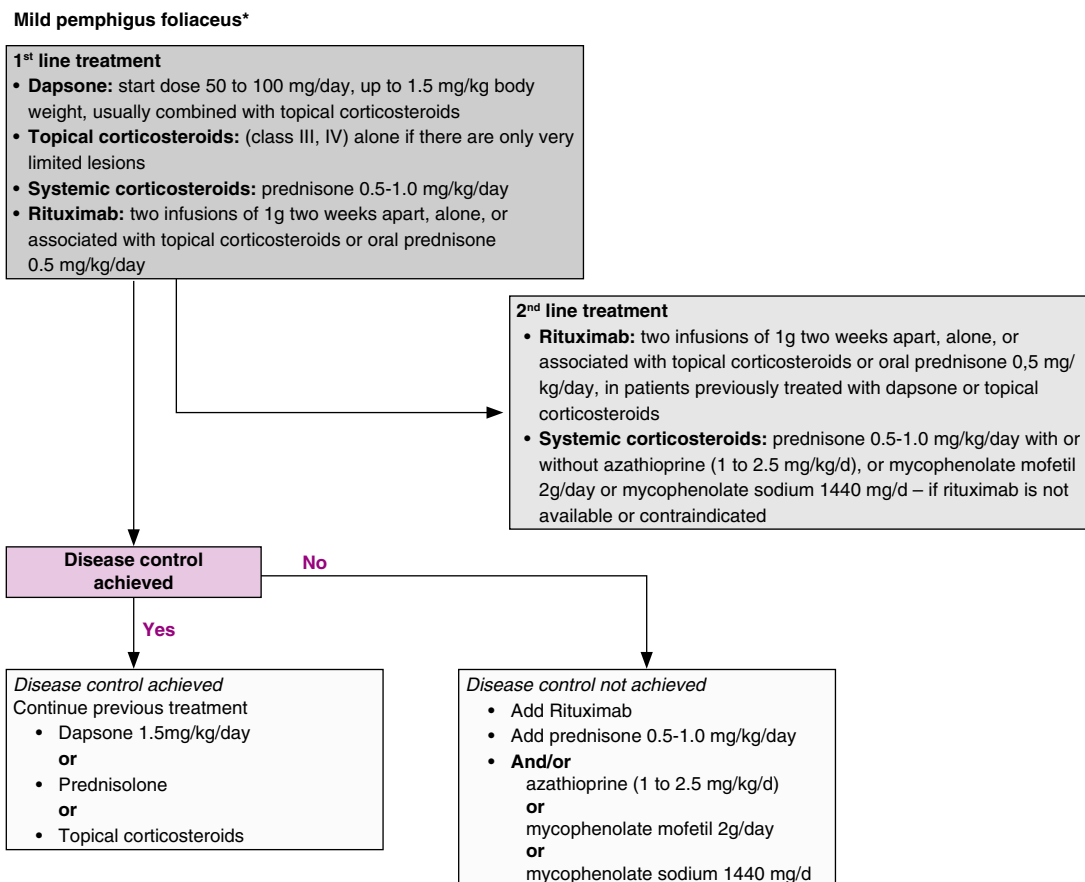 Mild pemphigus foliaceus*
1st line treatment
• Dapsone: start dose 50 to 100 mg/day, up to 1.5 mg/kg body
weight, usually combined with topical corticosteroids
• Topical corticosteroids: (class III, IV) alone if there are only very
limited lesions
• Systemic corticosteroids: prednisone 0.5-1.0 mg/kg/day
• Rituximab: two infusions of 1g two weeks apart, alone, or
associated with topical corticosteroids or oral prednisone
0.5 mg/kg/day
2nd line treatment
• Rituximab: two infusions of 1g two weeks apart, alone, or
associated with topical corticosteroids or oral prednisone 0,5 mg/
kg/day, in patients previously treated with dapsone or topical
corticosteroids
• Systemic corticosteroids: prednisone 0.5-1.0 mg/kg/day with or
without azathioprine (1 to 2.5 mg/kg/d), or mycophenolate mofetil
2g/day or mycophenolate sodium 1440 mg/d – if rituximab is not
available or contraindicated
Disease control
achieved
No
Yes
Disease control achieved
Continue previous treatment
• Dapsone 1.5mg/kg/day
or
• Prednisolone
or
• Topical corticosteroids
Disease control not achieved
• Add Rituximab
• Add prednisone 0.5-1.0 mg/kg/day
• And/or
azathioprine (1 to 2.5 mg/kg/d)
or
mycophenolate mofetil 2g/day
or
mycophenolate sodium 1440 mg/d